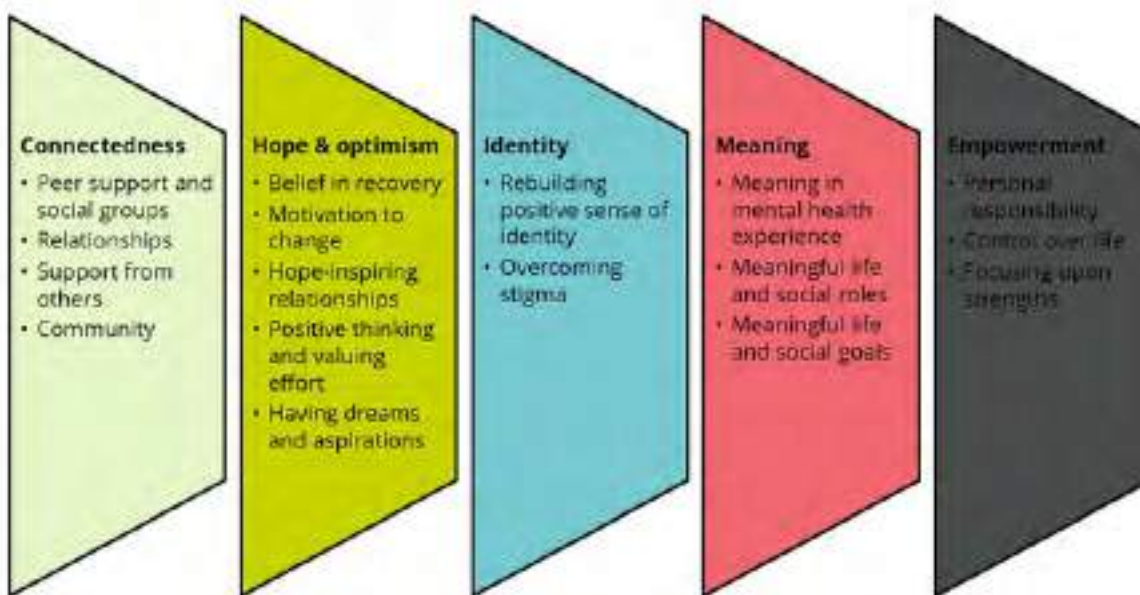 Connectedness
• Peer support and
social groups
• Relationships
• Support from
others
• Community
Hope & optimism
• Belief in recovery
• Motivation to
change
• Hope-inspiring
relationships
• Positive thinking
and valuing
effort
• Having dreams
and aspirations
Identity
• Rebuilding
positive sense of
identity
• Overcoming
stigma
Meaning
• Meaning in
mental health
experience
• Meaningful life
and social roles
• Meaningful life
and social goals
Empowerment
• Personal
responsibility
• Control over life
• Focusing upon
strengths